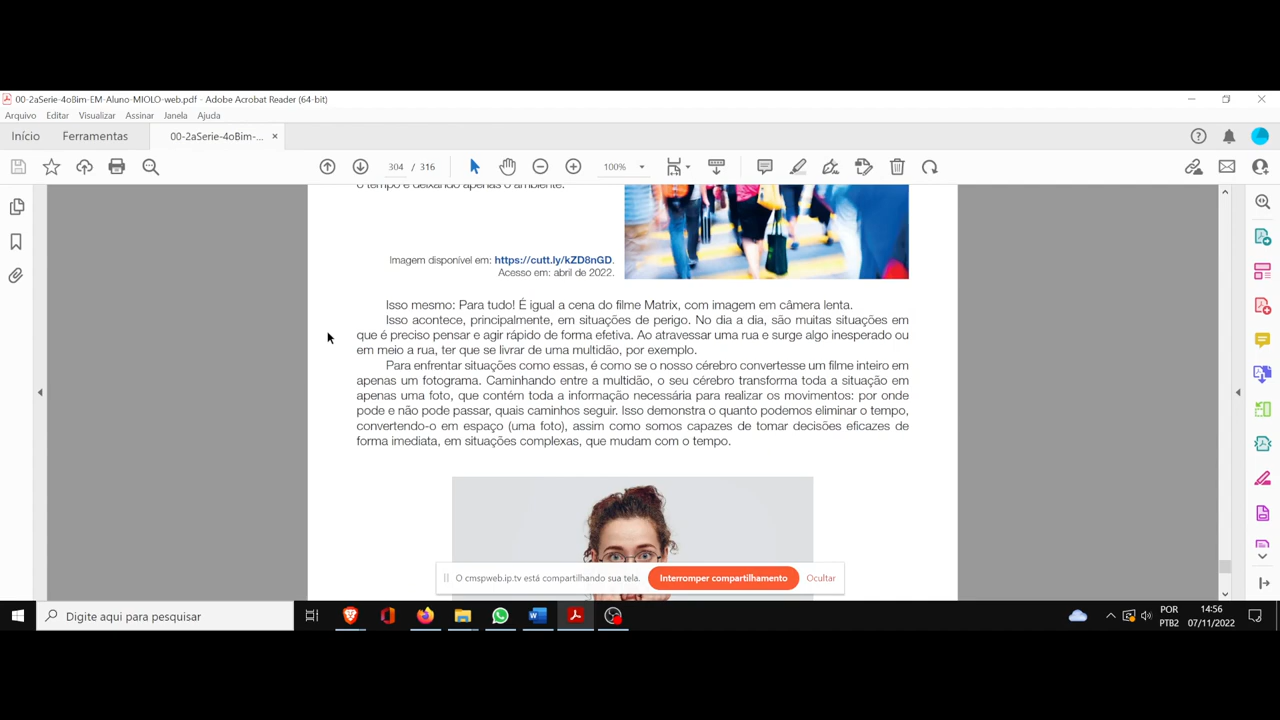 00-2aSerie-4oBim-EM-Aluno-MIOLO-web.pdf - Adobe Acrobat Reader (64-bit)
Arquivo Editar Visualizar Assinar Janela Ajuda
Início Ferramentas 00-2aSerie-4oBim-... ×
304 / 316 100%
o tempo e deixando apenas o ambiente.
Imagem disponível em: https://cutt.ly/kZD8nGD.
Acesso em: abril de 2022.
Isso mesmo: Para tudo! É igual a cena do filme Matrix, com imagem em câmera lenta.
Isso acontece, principalmente, em situações de perigo. No dia a dia, são muitas situações em
que é preciso pensar e agir rápido de forma efetiva. Ao atravessar uma rua e surge algo inesperado ou
em meio a rua, ter que se livrar de uma multidão, por exemplo.
Para enfrentar situações como essas, é como se o nosso cérebro convertesse um filme inteiro em
apenas um fotograma. Caminhando entre a multidão, o seu cérebro transforma toda a situação em
apenas uma foto, que contém toda a informação necessária para realizar os movimentos: por onde
pode e não pode passar, quais caminhos seguir. Isso demonstra o quanto podemos eliminar o tempo,
convertendo-o em espaço (uma foto), assim como somos capazes de tomar decisões eficazes de
forma imediata, em situações complexas, que mudam com o tempo.
O cmspweb.ip.tv está compartilhando sua tela. Interromper compartilhamento Ocultar
Digite aqui para pesquisar
POR 14:56
PTB2 07/11/2022